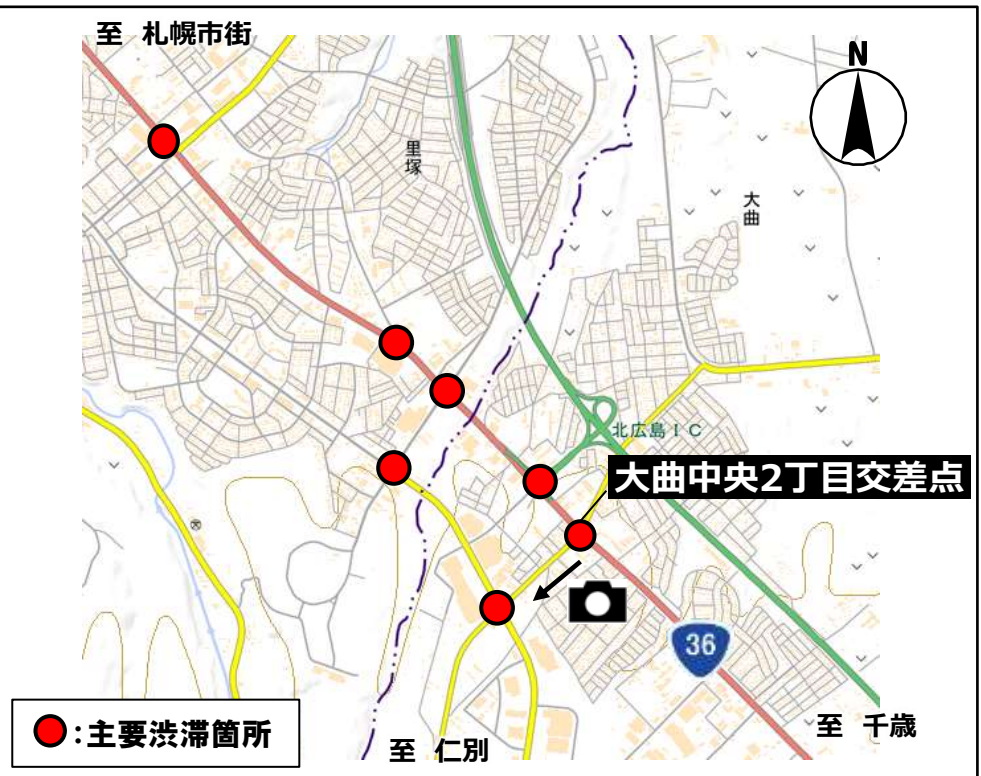 至 札幌市街
N
里塚
大曲
北広島IC
大曲中央2丁目交差点
36
●:主要渋滞箇所
至 仁別
至 千歳